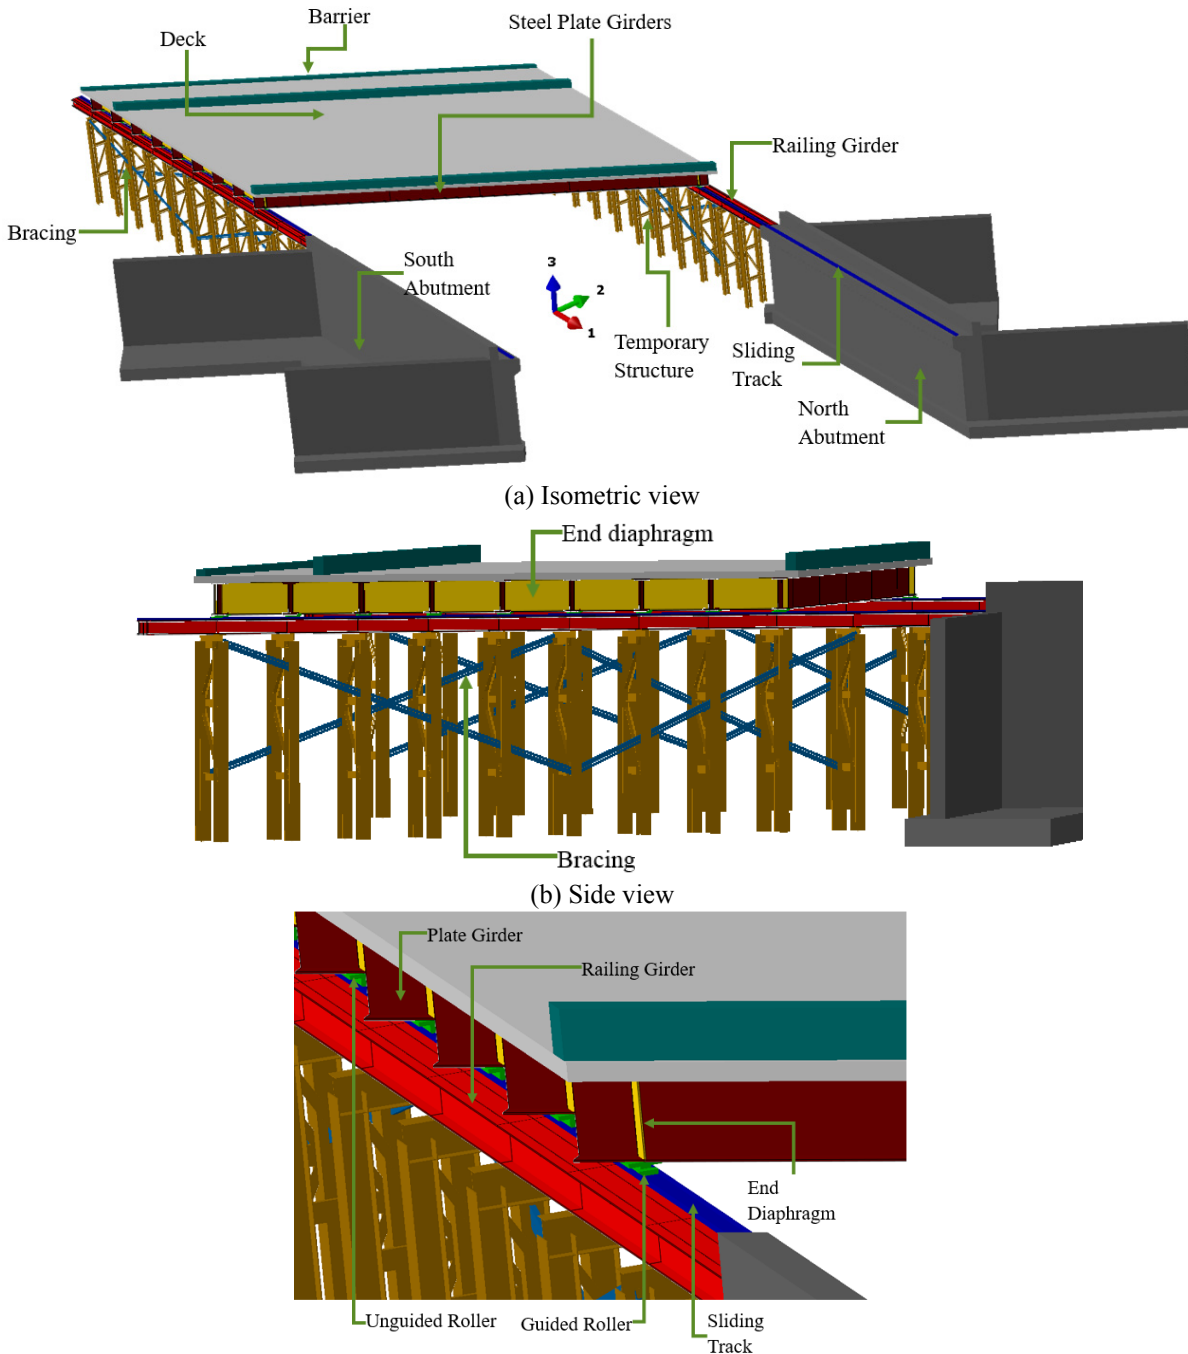 Barrier
Steel Plate Girders
Deck
Railing Girder
Bracing
South
Abutment
3
2
1
Temporary
Structure
Sliding
Track
North
Abutment
(a) Isometric view
End diaphragm
Bracing
(b) Side view
Plate Girder
Railing Girder
End
Diaphragm
Unguided Roller
Guided Roller
Sliding
Track